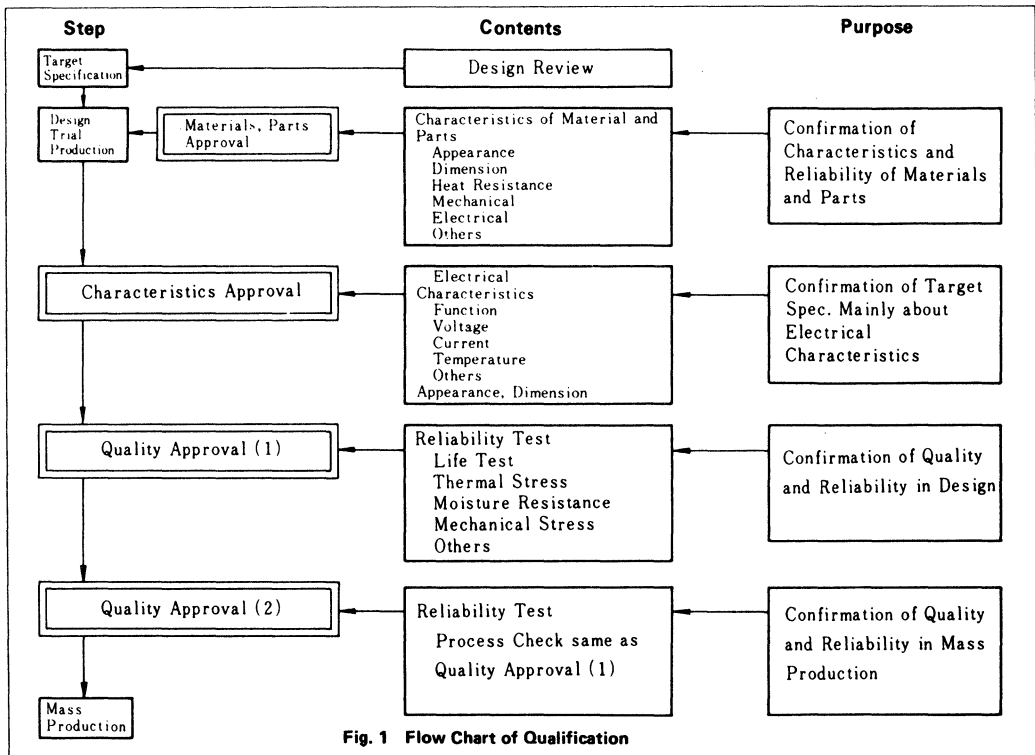 Step Contents Purpose
Target
Specification
Design Review
Design
Trial
Production
Materials, Parts
Approval
Characteristics of Material and
Parts
Appearance
Dimension
Heat Resistance
Mechanical
Electrical
Others
Confirmation of
Characteristics and
Reliability of Materials
and Parts
Characteristics Approval
Electrical
Characteristics
Function
Voltage
Current
Temperature
Others
Appearance, Dimension
Confirmation of Target
Spec. Mainly about
Electrical
Characteristics
Quality Approval (1)
Reliability Test
Life Test
Thermal Stress
Moisture Resistance
Mechanical Stress
Others
Confirmation of Quality
and Reliability in Design
Quality Approval (2)
Reliability Test
Process Check same as
Quality Approval (1)
Confirmation of Quality
and Reliability in Mass
Production
Mass
Production
Fig. 1 Flow Chart of Qualification